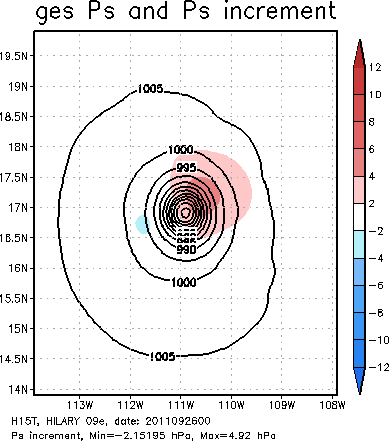 ges Ps and Ps increment
19.5N
19N
18.5N
18N
17.5N
17N
16.5N
16N
15.5N
15N
14.5N
14N
1005
1000
995
990
1000
1005
113W 112W 111W 110W 109W 108W
12
10
8
6
4
2
-2
-4
-6
-8
-10
-12
H15T, HILARY 09e, date: 2011092600
Ps increment, Min=-2.15195 hPa, Max=4.92 hPa